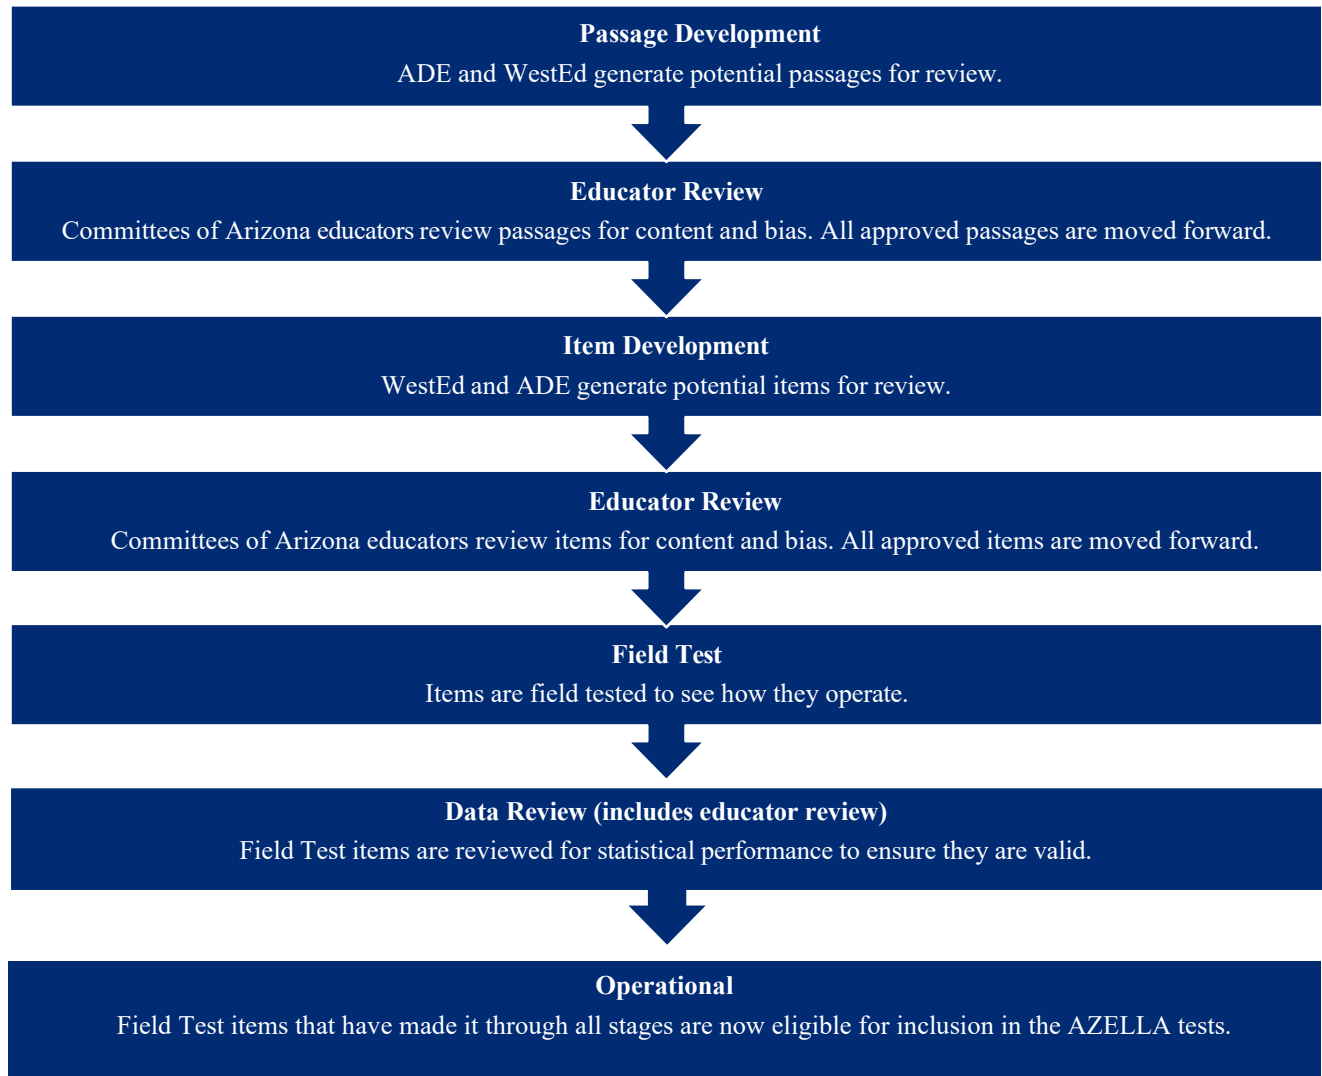 Passage Development
ADE and WestEd generate potential passages for review.
Educator Review
Committees of Arizona educators review passages for content and bias. All approved passages are moved forward.
Item Development
WestEd and ADE generate potential items for review.
Educator Review
Committees of Arizona educators review items for content and bias. All approved items are moved forward.
Field Test
Items are field tested to see how they operate.
Data Review (includes educator review)
Field Test items are reviewed for statistical performance to ensure they are valid.
Operational
Field Test items that have made it through all stages are now eligible for inclusion in the AZELLA tests.